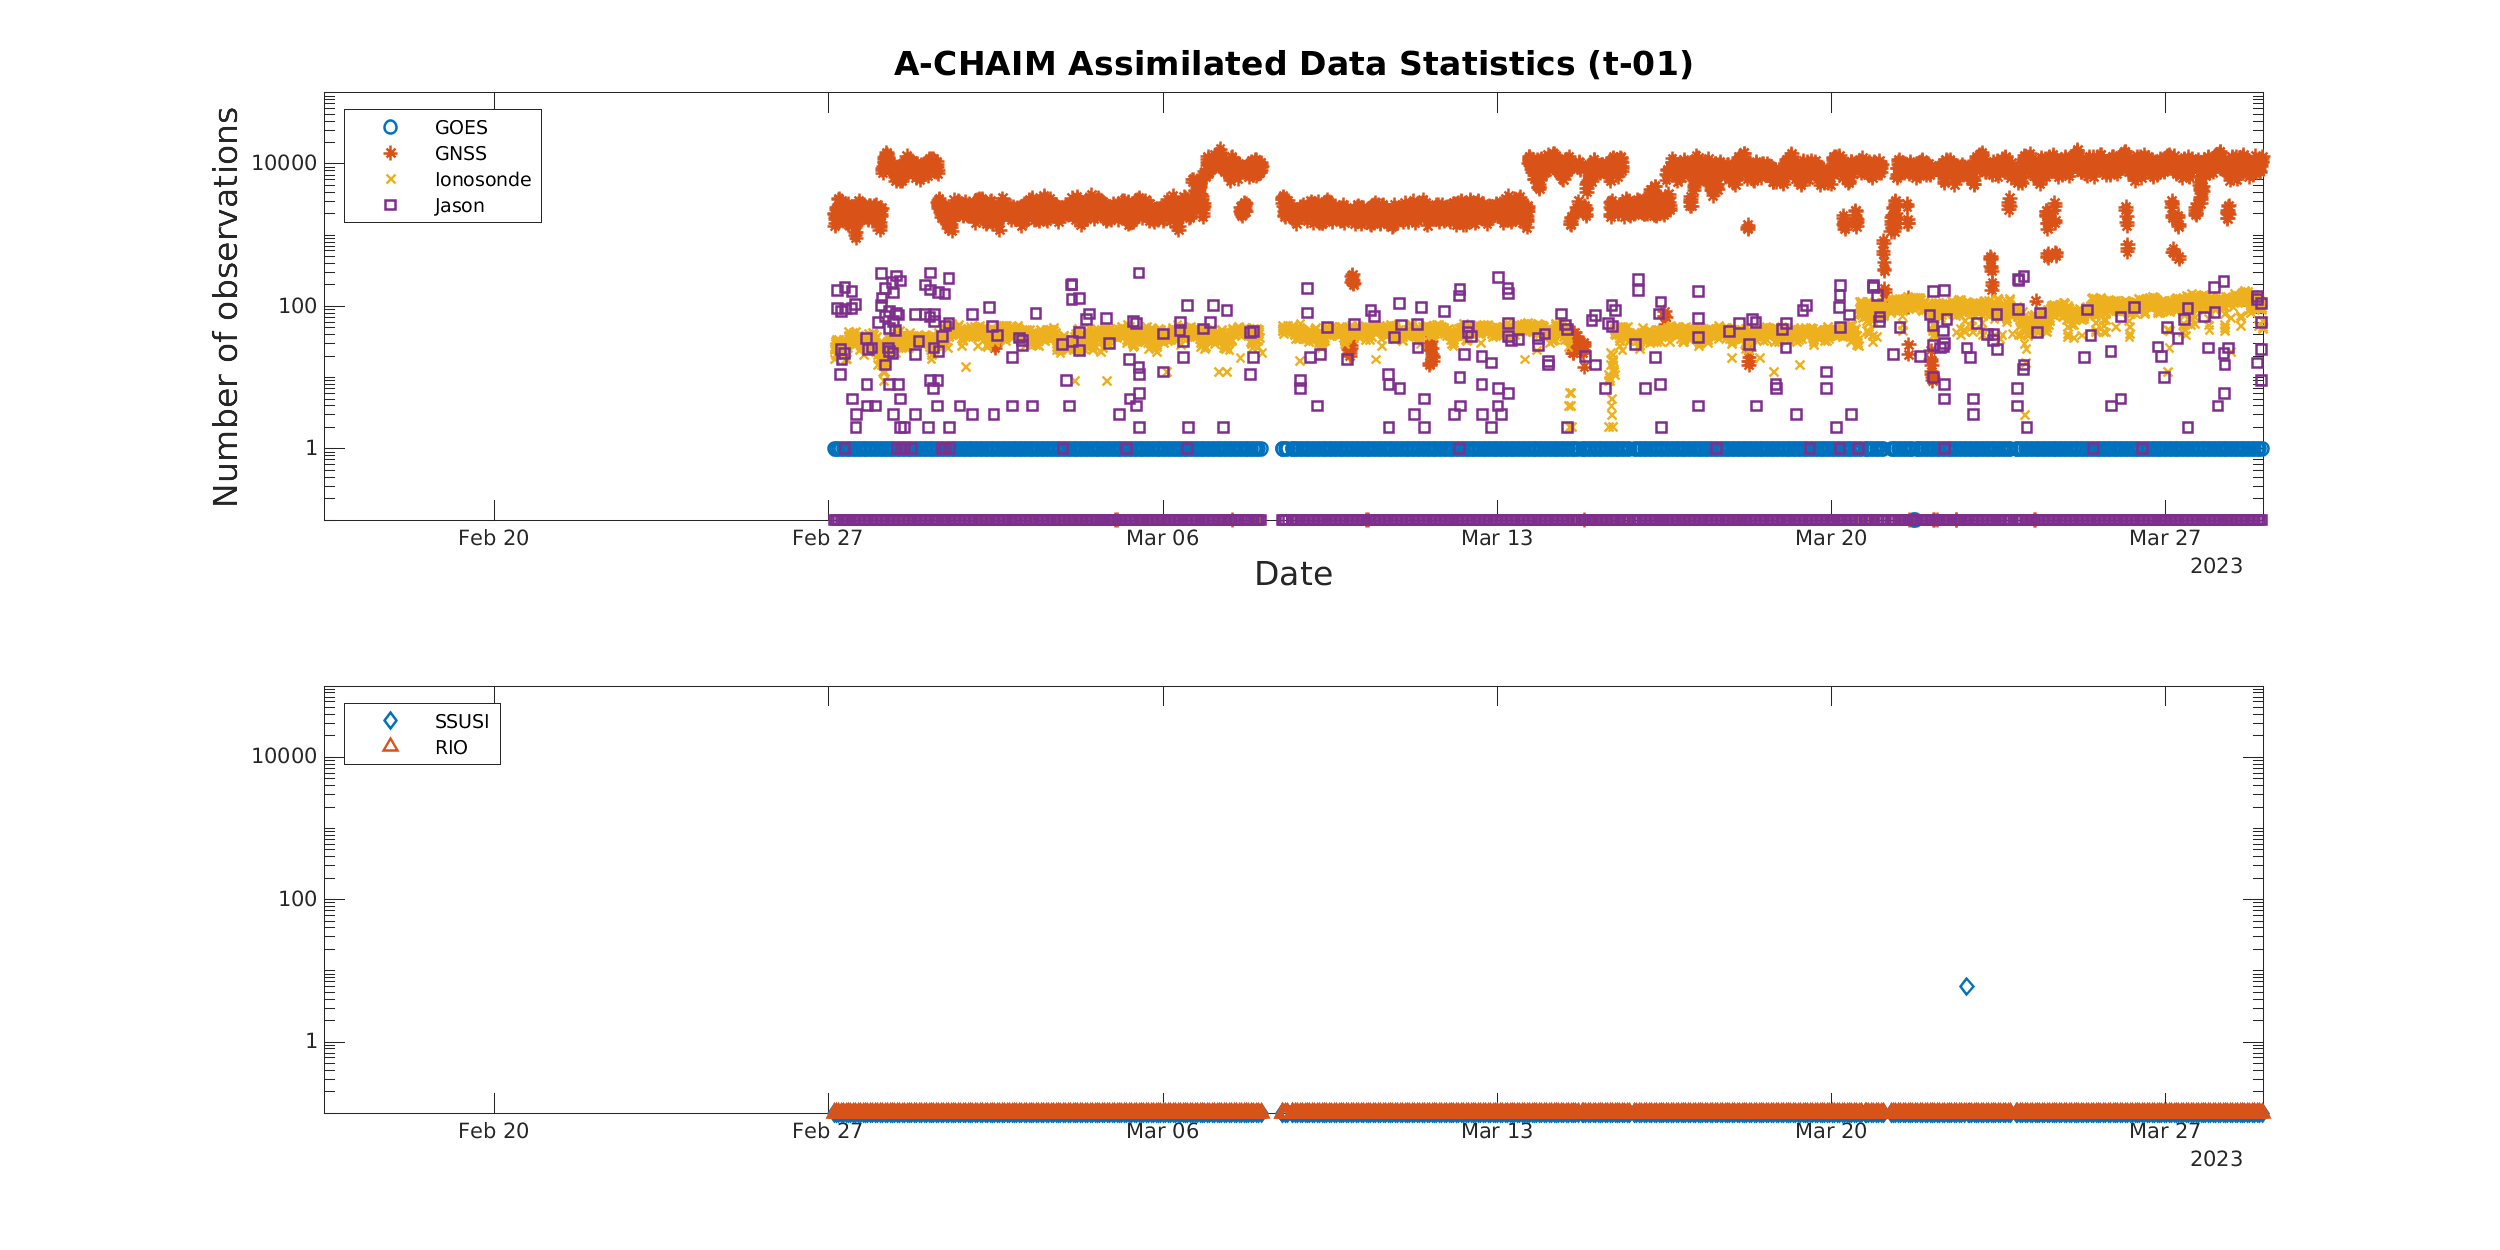 A-CHAIM Assimilated Data Statistics (t-01)
Number of observations
GOES
GNSS
Ionosonde
Jason
10000
100
1
Feb 20 Feb 27 Mar 06 Mar 13 Mar 20 Mar 27
2023
Date
SSUSI
RIO
10000
100
1
Feb 20 Feb 27 Mar 06 Mar 13 Mar 20 Mar 27
2023